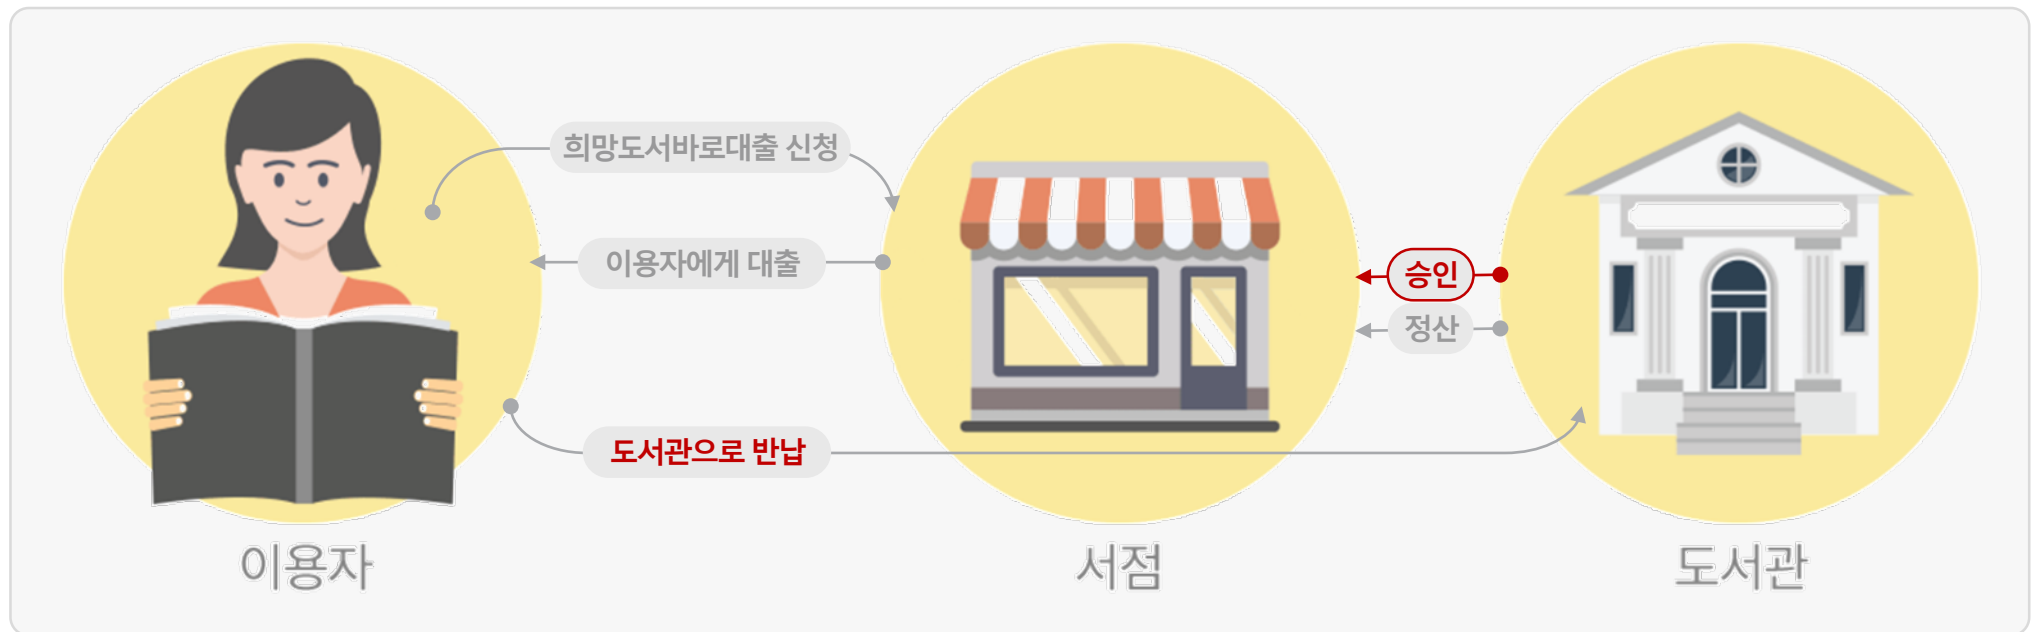 희망도서바로대출 신청
이용자에게 대출
승인
정산
도서관으로 반납
이용자
서점
도서관